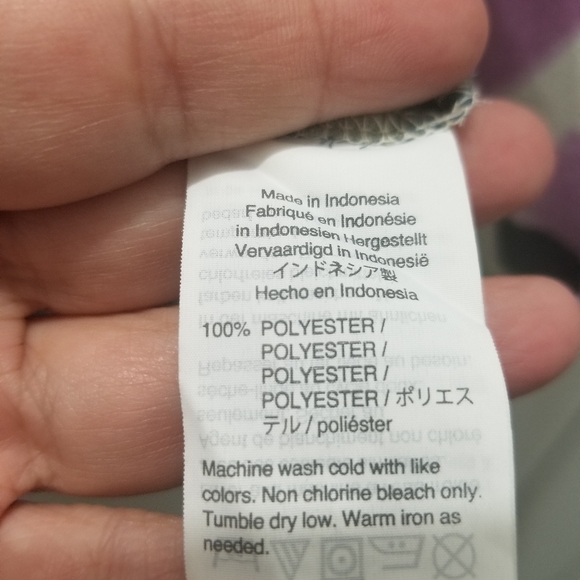 Made in Indonesia
Fabriqué en Indonésie
in Indonesien Hergestellt
Vervaardigd in Indonesië
インドネシア製
Hecho en Indonesia
100% POLYESTER /
POLYESTER /
POLYESTER /
POLYESTER / ポリエス
テル / poliéster
Machine wash cold with like
colors. Non chlorine bleach only.
Tumble dry low. Warm iron as
needed.